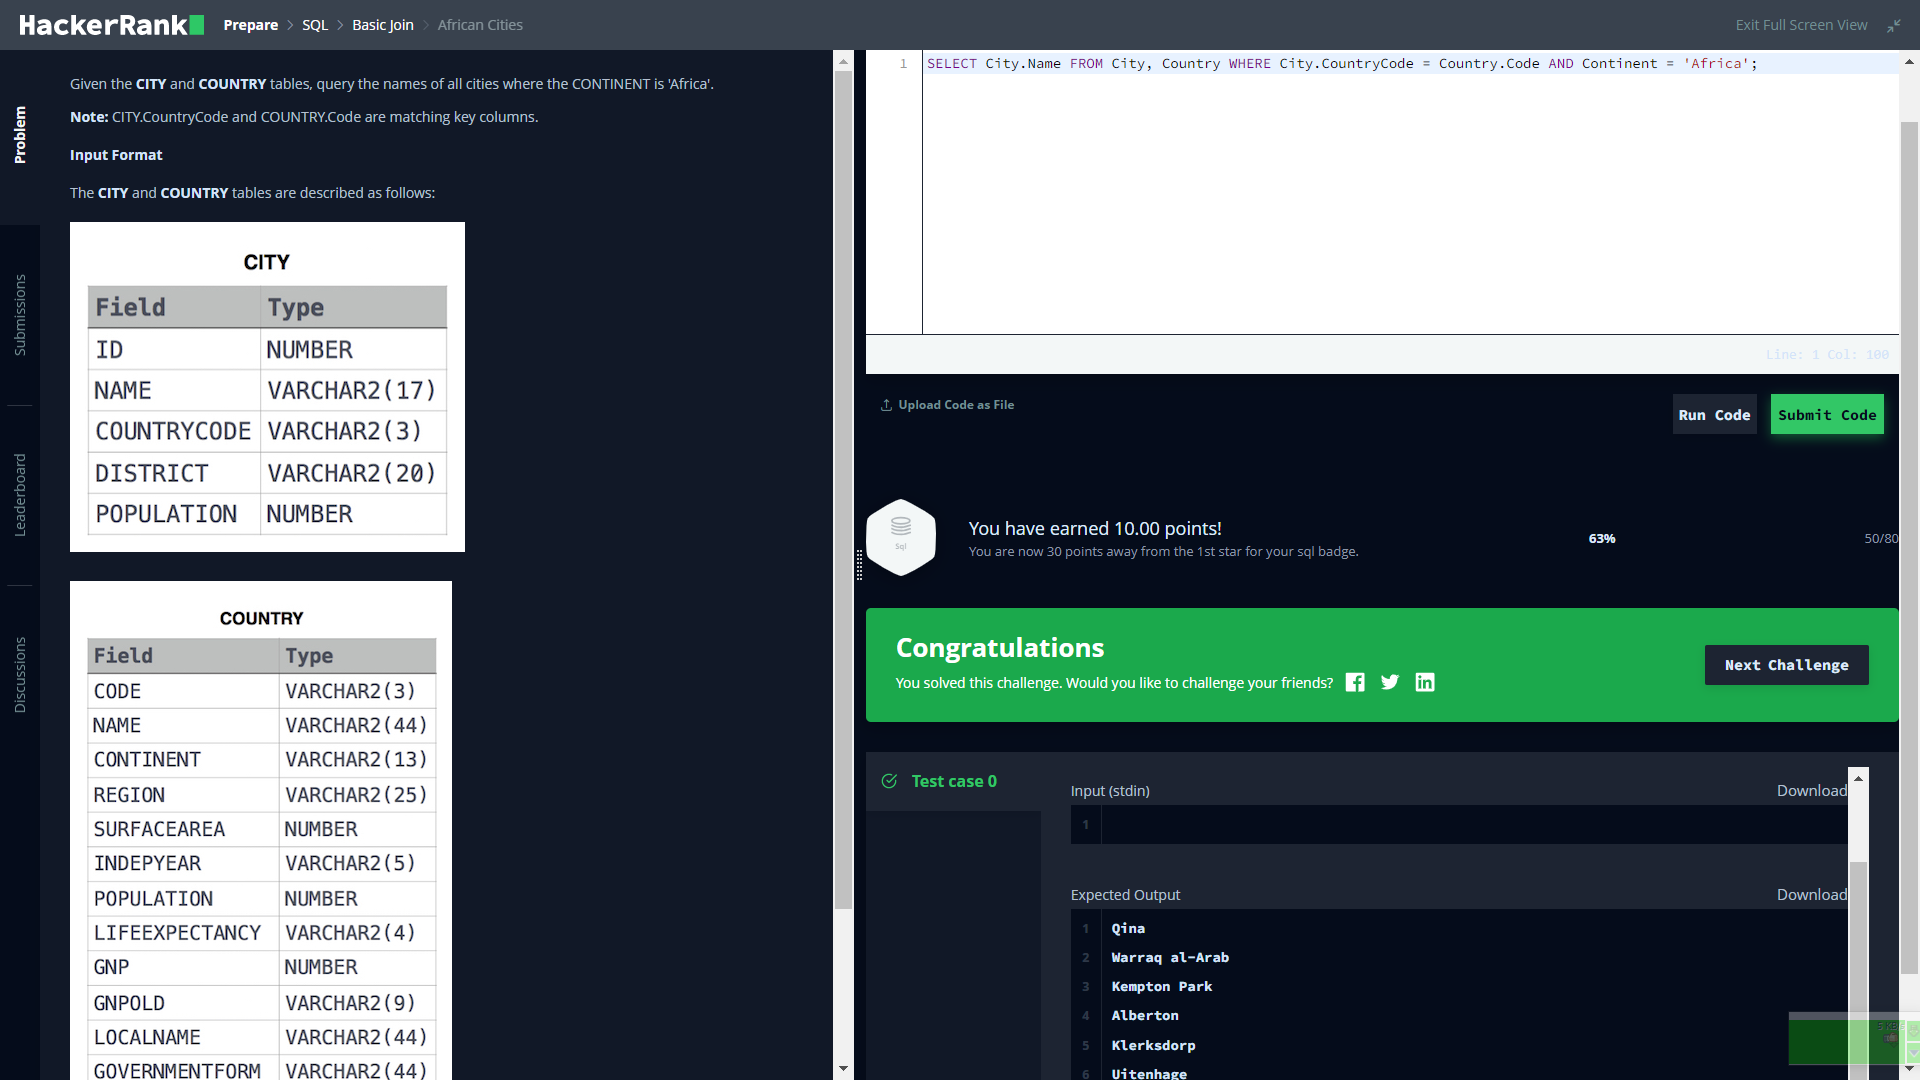 HackerRank
Prepare > SQL > Basic Join > African Cities
Exit Full Screen View
Problem
Submissions
Leaderboard
Discussions
Given the CITY and COUNTRY tables, query the names of all cities where the CONTINENT is 'Africa'.
Note: CITY.CountryCode and COUNTRY.Code are matching key columns.
Input Format
The CITY and COUNTRY tables are described as follows:
CITY
Field Type
ID NUMBER
NAME VARCHAR2(17)
COUNTRYCODE VARCHAR2(3)
DISTRICT VARCHAR2(20)
POPULATION NUMBER
COUNTRY
Field Type
CODE VARCHAR2(3)
NAME VARCHAR2(44)
CONTINENT VARCHAR2(13)
REGION VARCHAR2(25)
SURFACEAREA NUMBER
INDEPYEAR VARCHAR2(5)
POPULATION NUMBER
LIFEEXPECTANCY VARCHAR2(4)
GNP NUMBER
GNPOLD VARCHAR2(9)
LOCALNAME VARCHAR2(44)
GOVERNMENTFORM VARCHAR2(44)
1 SELECT City.Name FROM City, Country WHERE City.CountryCode = Country.Code AND Continent = 'Africa';
Line: 1 Col: 100
Upload Code as File
Run Code
Submit Code
Sql
You have earned 10.00 points!
You are now 30 points away from the 1st star for your sql badge.
63%
50/80
Congratulations
You solved this challenge. Would you like to challenge your friends?
Next Challenge
Test case 0
Input (stdin)
Download
1
Expected Output
Download
1 Qina
2 Warraq al-Arab
3 Kempton Park
4 Alberton
5 Klerksdorp
6 Uitenhage